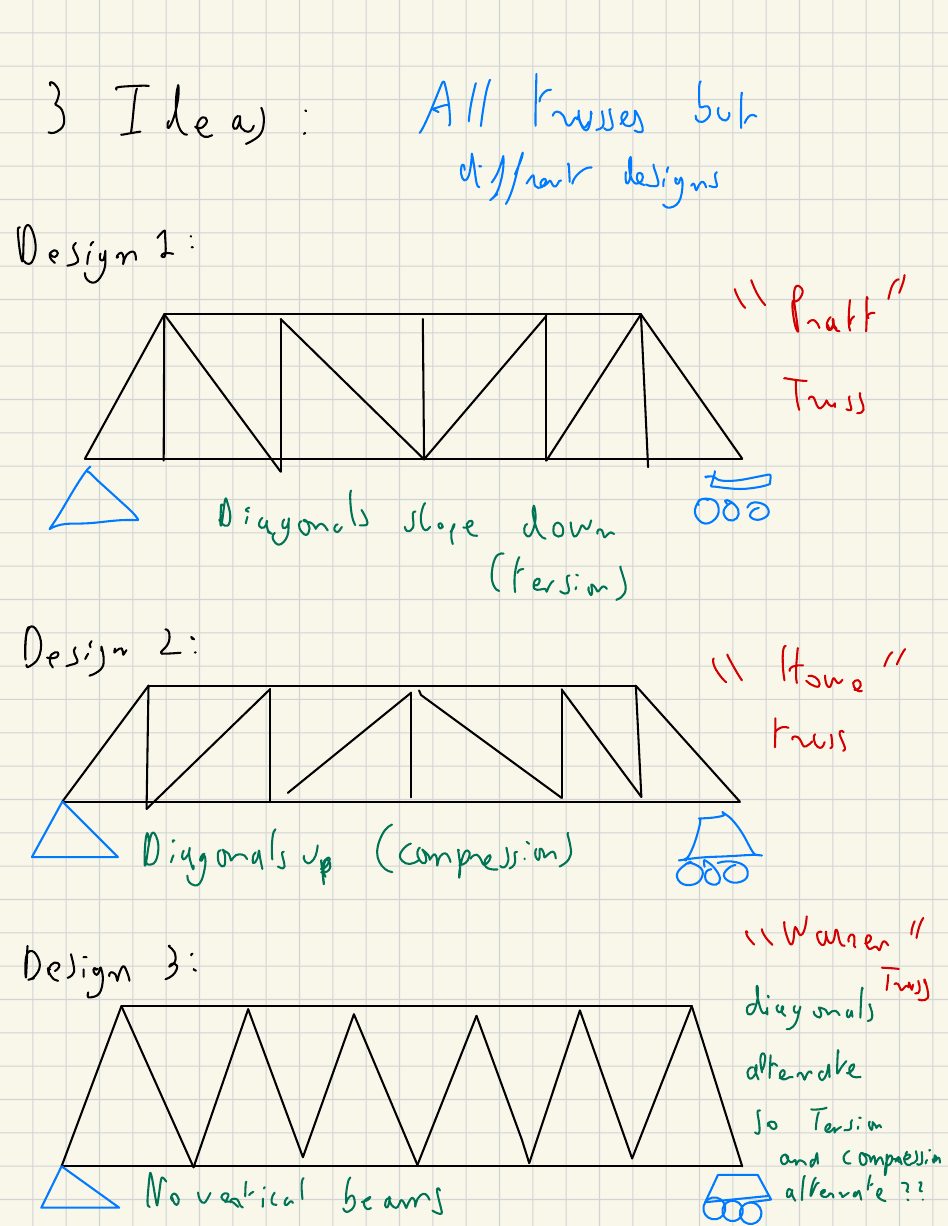 3 Ideas:
All trusses but
diffrent designs
Design 1:
"Pratt"
Truss
Diagonals slope down
(tension)
Design 2:
"Howe"
truss
Diagonals up (compression)
Design 3:
"Warren"
Truss
diagonals
alternate
so Tension
and compression
alternate ??
No vertical beams